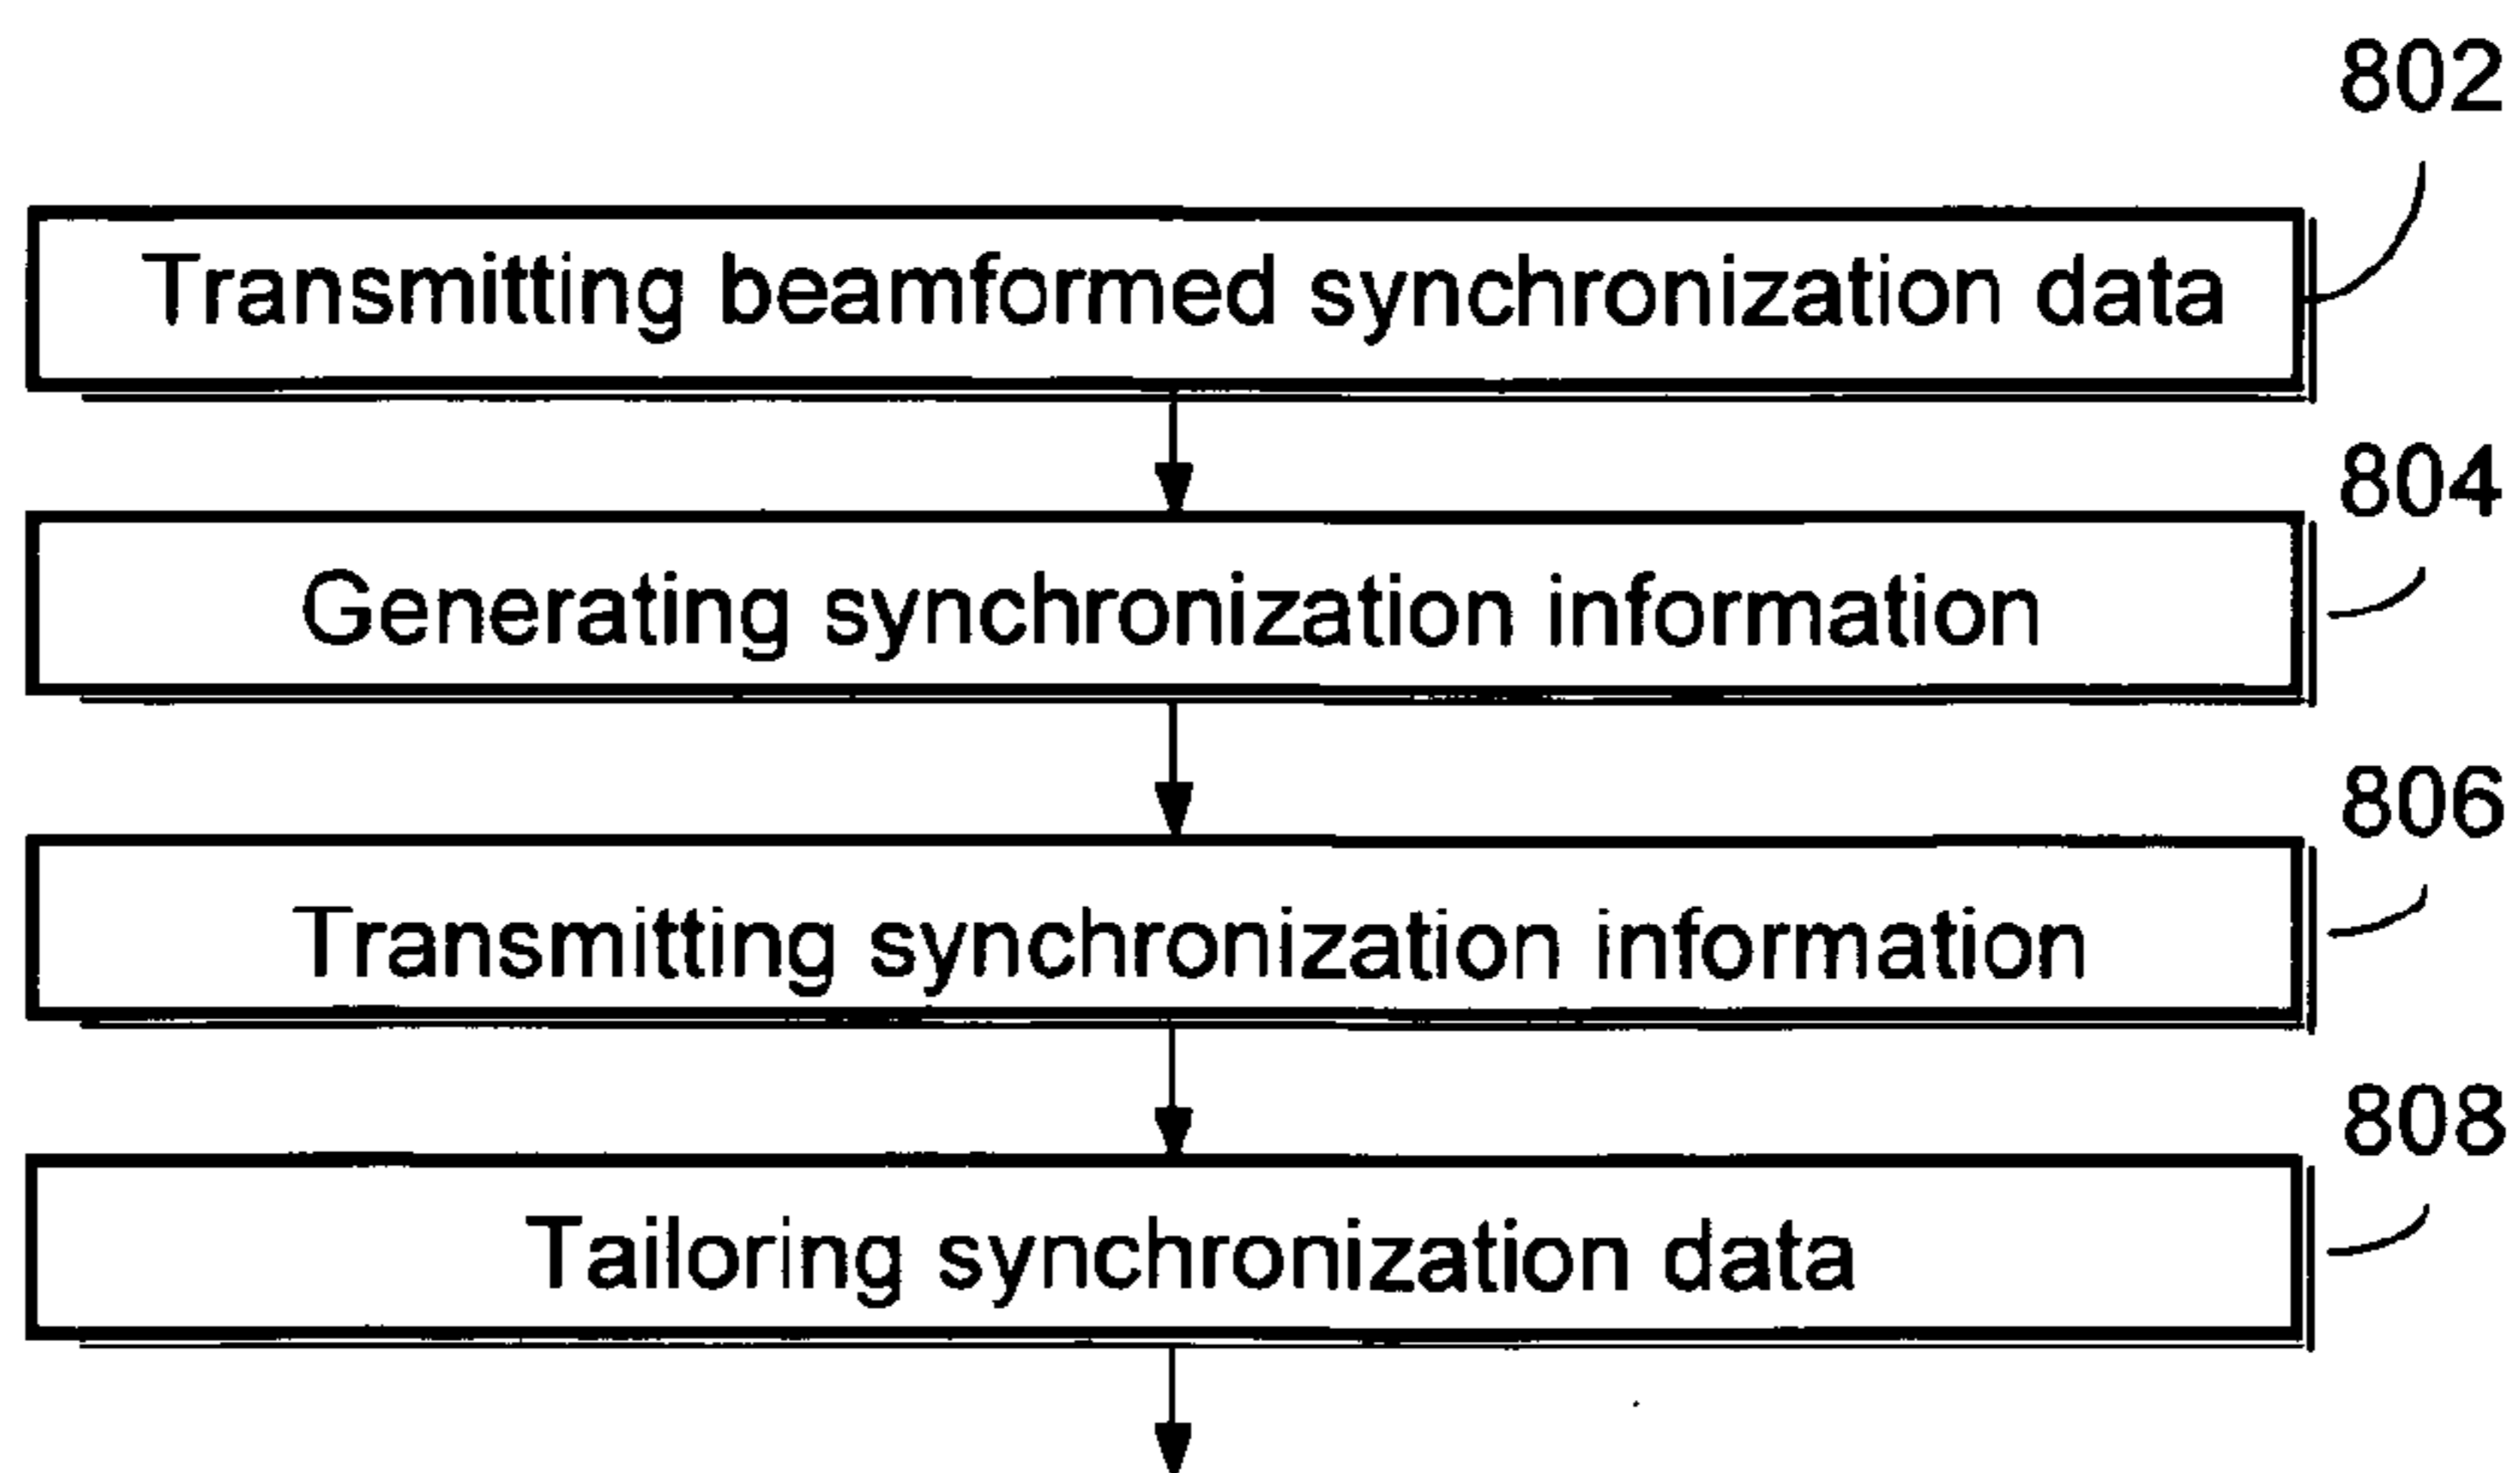 802
Transmitting beamformed synchronization data
804
Generating synchronization information
806
Transmitting synchronization information
808
Tailoring synchronization data